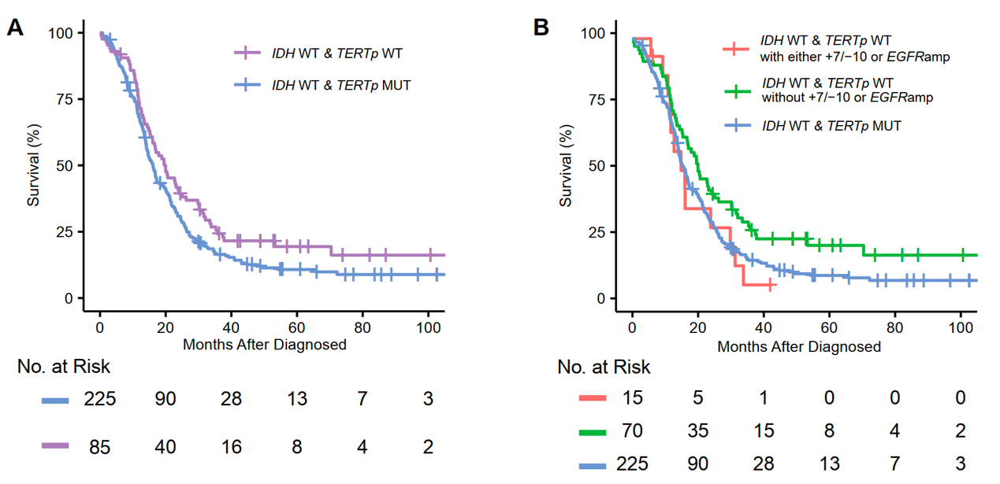 A
100
75
50
25
0
Survival (%)
IDH WT & TERTp WT
IDH WT & TERTp MUT
0 20 40 60 80 100
Months After Diagnosed
No. at Risk
225 90 28 13 7 3
85 40 16 8 4 2
B
100
75
50
25
0
Survival (%)
IDH WT & TERTp WT
with either +7/−10 or EGFRamp
IDH WT & TERTp WT
without +7/−10 or EGFRamp
IDH WT & TERTp MUT
0 20 40 60 80 100
Months After Diagnosed
No. at Risk
15 5 1 0 0 0
70 35 15 8 4 2
225 90 28 13 7 3